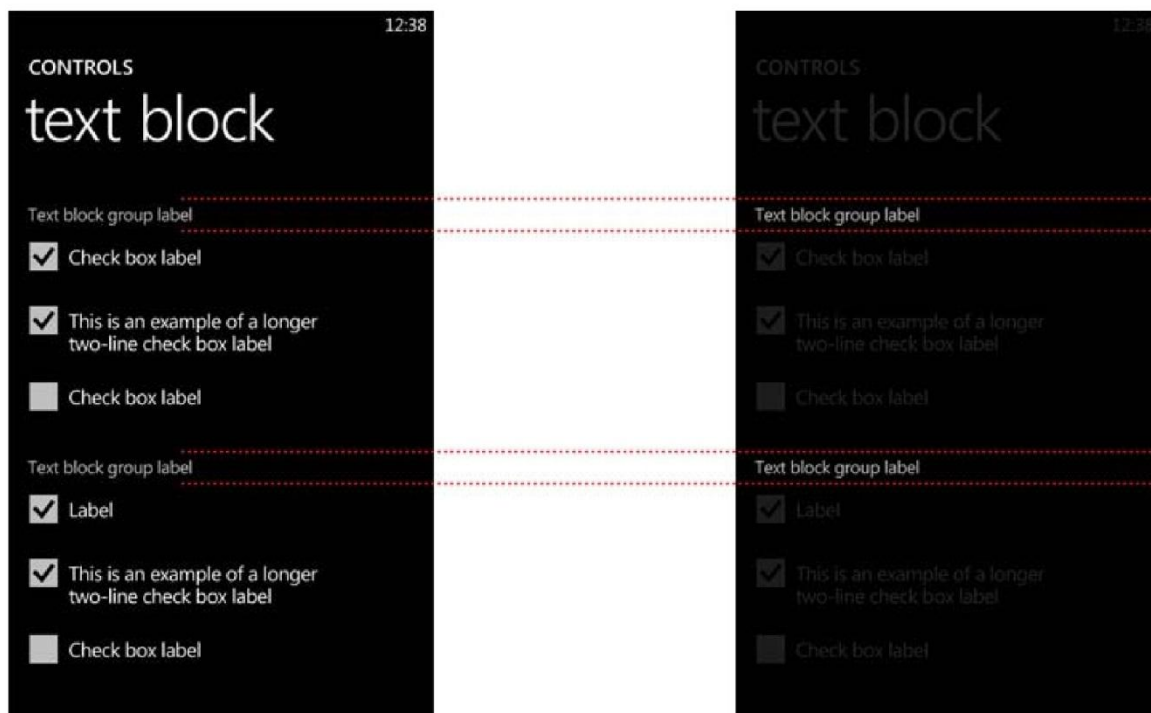 12:38
CONTROLS
text block
Text block group label
Check box label
This is an example of a longer
two-line check box label
Check box label
Text block group label
Label
This is an example of a longer
two-line check box label
Check box label
12:38
CONTROLS
text block
Text block group label
Check box label
This is an example of a longer
two-line check box label
Check box label
Text block group label
Label
This is an example of a longer
two-line check box label
Check box label